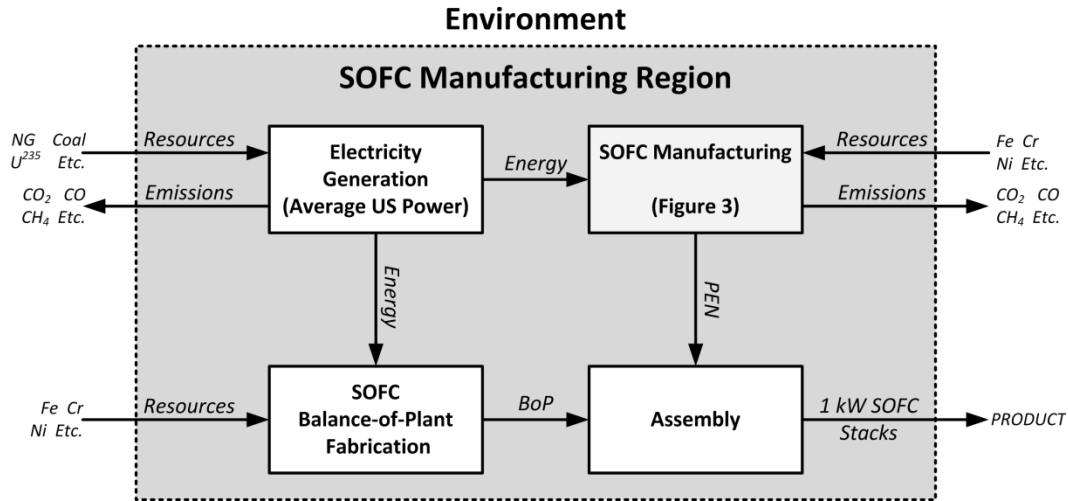 Environment
SOFC Manufacturing Region
NG Coal
U²³⁵ Etc.
Resources
CO₂ CO
CH₄ Etc.
Emissions
Electricity
Generation
(Average US Power)
Energy
SOFC Manufacturing
(Figure 3)
Resources
Fe Cr
Ni Etc.
Emissions
CO₂ CO
CH₄ Etc.
Energy
PEN
Fe Cr
Ni Etc.
Resources
SOFC
Balance-of-Plant
Fabrication
BoP
Assembly
1 kW SOFC
Stacks
PRODUCT